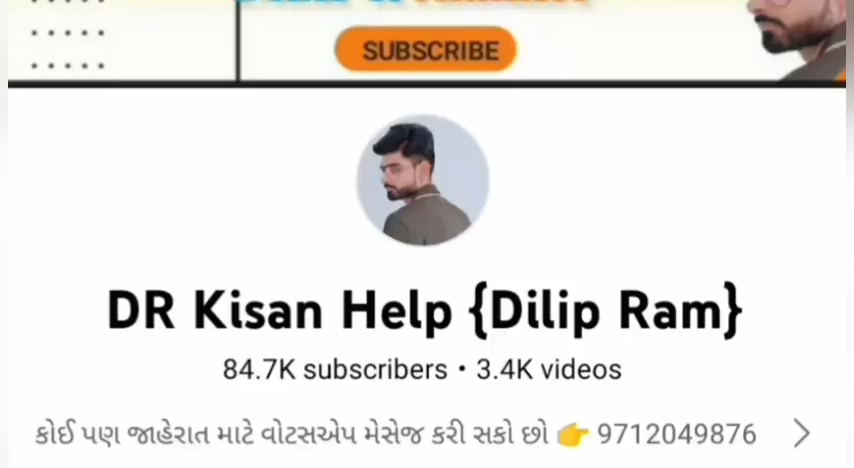 SUBSCRIBE
DR Kisan Help {Dilip Ram}
84.7K subscribers • 3.4K videos
કોઈ પણ જાહેરાત માટે વોટસએપ મેસેજ કરી સકો છો 👉 9712049876